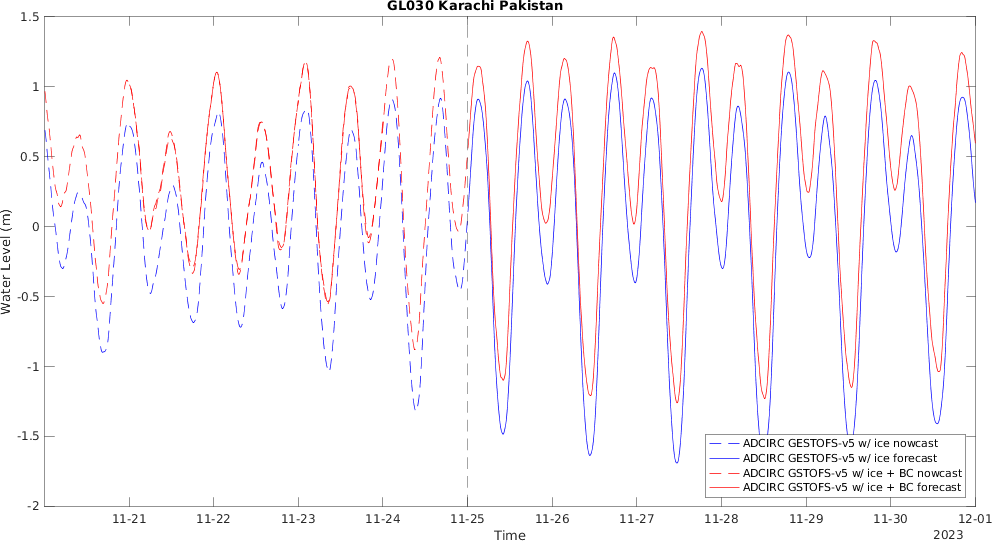 GL030 Karachi Pakistan
1.5
1
0.5
0
-0.5
-1
-1.5
-2
Water Level (m)
11-21
11-22
11-23
11-24
11-25
11-26
11-27
11-28
11-29
11-30
12-01
Time
2023
ADCIRC GESTOFS-v5 w/ ice nowcast
ADCIRC GESTOFS-v5 w/ ice forecast
ADCIRC GSTOFS-v5 w/ ice + BC nowcast
ADCIRC GSTOFS-v5 w/ ice + BC forecast